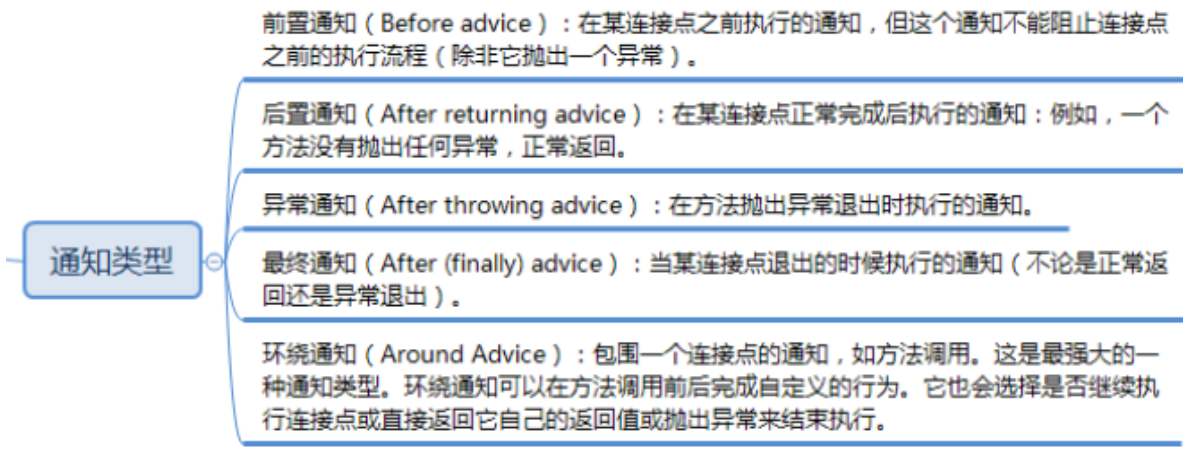 前置通知（Before advice）：在某连接点之前执行的通知，但这个通知不能阻止连接点
之前的执行流程（除非它抛出一个异常）。
后置通知（After returning advice）：在某连接点正常完成后执行的通知：例如，一个
方法没有抛出任何异常，正常返回。
异常通知（After throwing advice）：在方法抛出异常退出时执行的通知。
通知类型
最终通知（After (finally) advice）：当某连接点退出的时候执行的通知（不论是正常返
回还是异常退出）。
环绕通知（Around Advice）：包围一个连接点的通知，如方法调用。这是最强大的一
种通知类型。环绕通知可以在方法调用前后完成自定义的行为。它也会选择是否继续执
行连接点或直接返回它自己的返回值或抛出异常来结束执行。